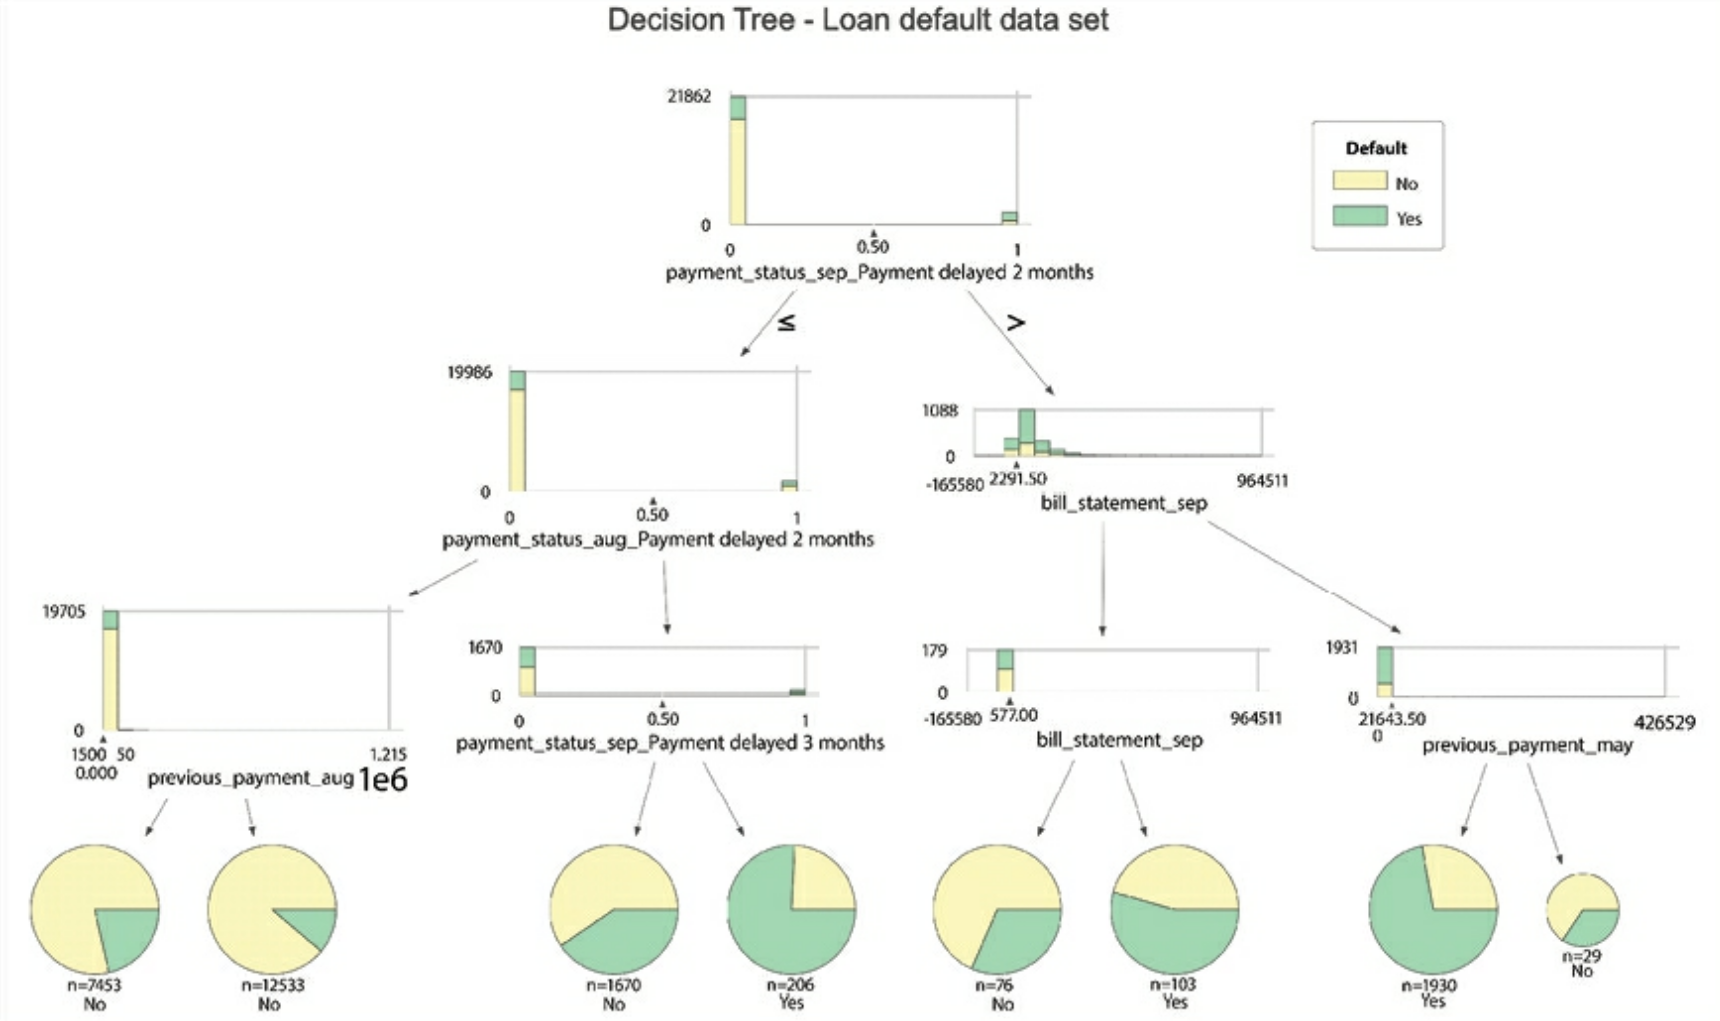 Decision Tree - Loan default data set
21862
0
0
0.50
1
payment_status_sep_Payment delayed 2 months
Default
No
Yes
≤
>
19986
0
0
0.50
1
payment_status_aug_Payment delayed 2 months
1088
0
-165580
2291.50
964511
bill_statement_sep
19705
0
1500
50
0.000
1.215
previous_payment_aug
1e6
1670
0
0
0.50
1
payment_status_sep_Payment delayed 3 months
179
0
-165580
577.00
964511
bill_statement_sep
1931
0
21643.50
0
426529
previous_payment_may
n=7453
No
n=12533
No
n=1670
No
n=206
Yes
n=76
No
n=103
Yes
n=1930
Yes
n=29
No